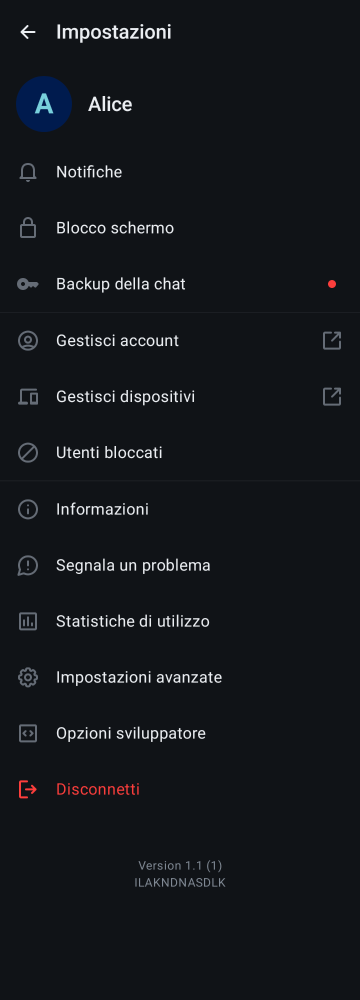 Impostazioni
A
Alice
Notifiche
Blocco schermo
Backup della chat
Gestisci account
Gestisci dispositivi
Utenti bloccati
Informazioni
Segnala un problema
Statistiche di utilizzo
Impostazioni avanzate
Opzioni sviluppatore
Disconnetti
Version 1.1 (1)
ILAKNDNASDLK